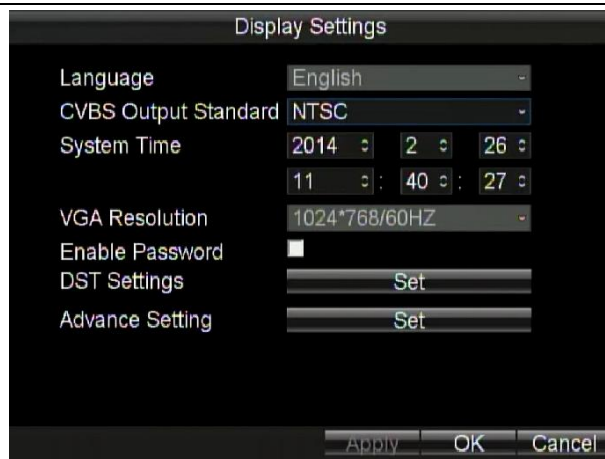 Display Settings
Language English
CVBS Output Standard NTSC
System Time 2014 2 26
11 : 40 : 27
VGA Resolution 1024*768/60HZ
Enable Password
DST Settings Set
Advance Setting Set
Apply OK Cancel